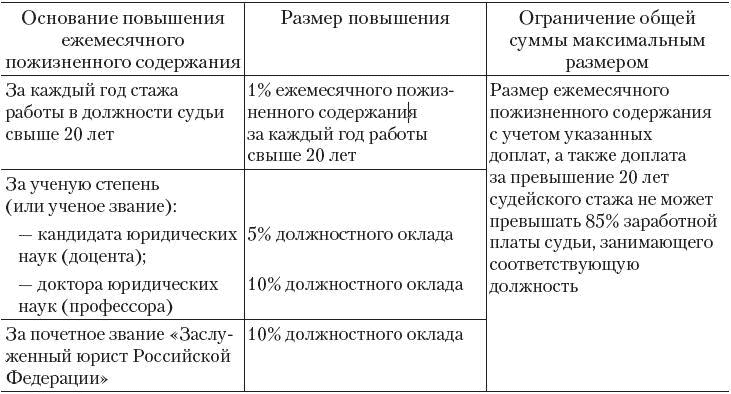 Основание повышения
ежемесячного
пожизненного содержания
Размер повышения
Ограничение общей
суммы максимальным
размером
За каждый год стажа
работы в должности судьи
свыше 20 лет
1% ежемесячного пожиз-
ненного содержания
за каждый год работы
свыше 20 лет
Размер ежемесячного
пожизненного содержания
с учетом указанных
доплат, а также доплата
за превышение 20 лет
судейского стажа не может
превышать 85% заработной
платы судьи, занимающего
соответствующую
должность
За ученую степень
(или ученое звание):
— кандидата юридических
наук (доцента);
5% должностного оклада
— доктора юридических
наук (профессора)
10% должностного оклада
За почетное звание «Заслу-
женный юрист Российской
Федерации»
10% должностного оклада